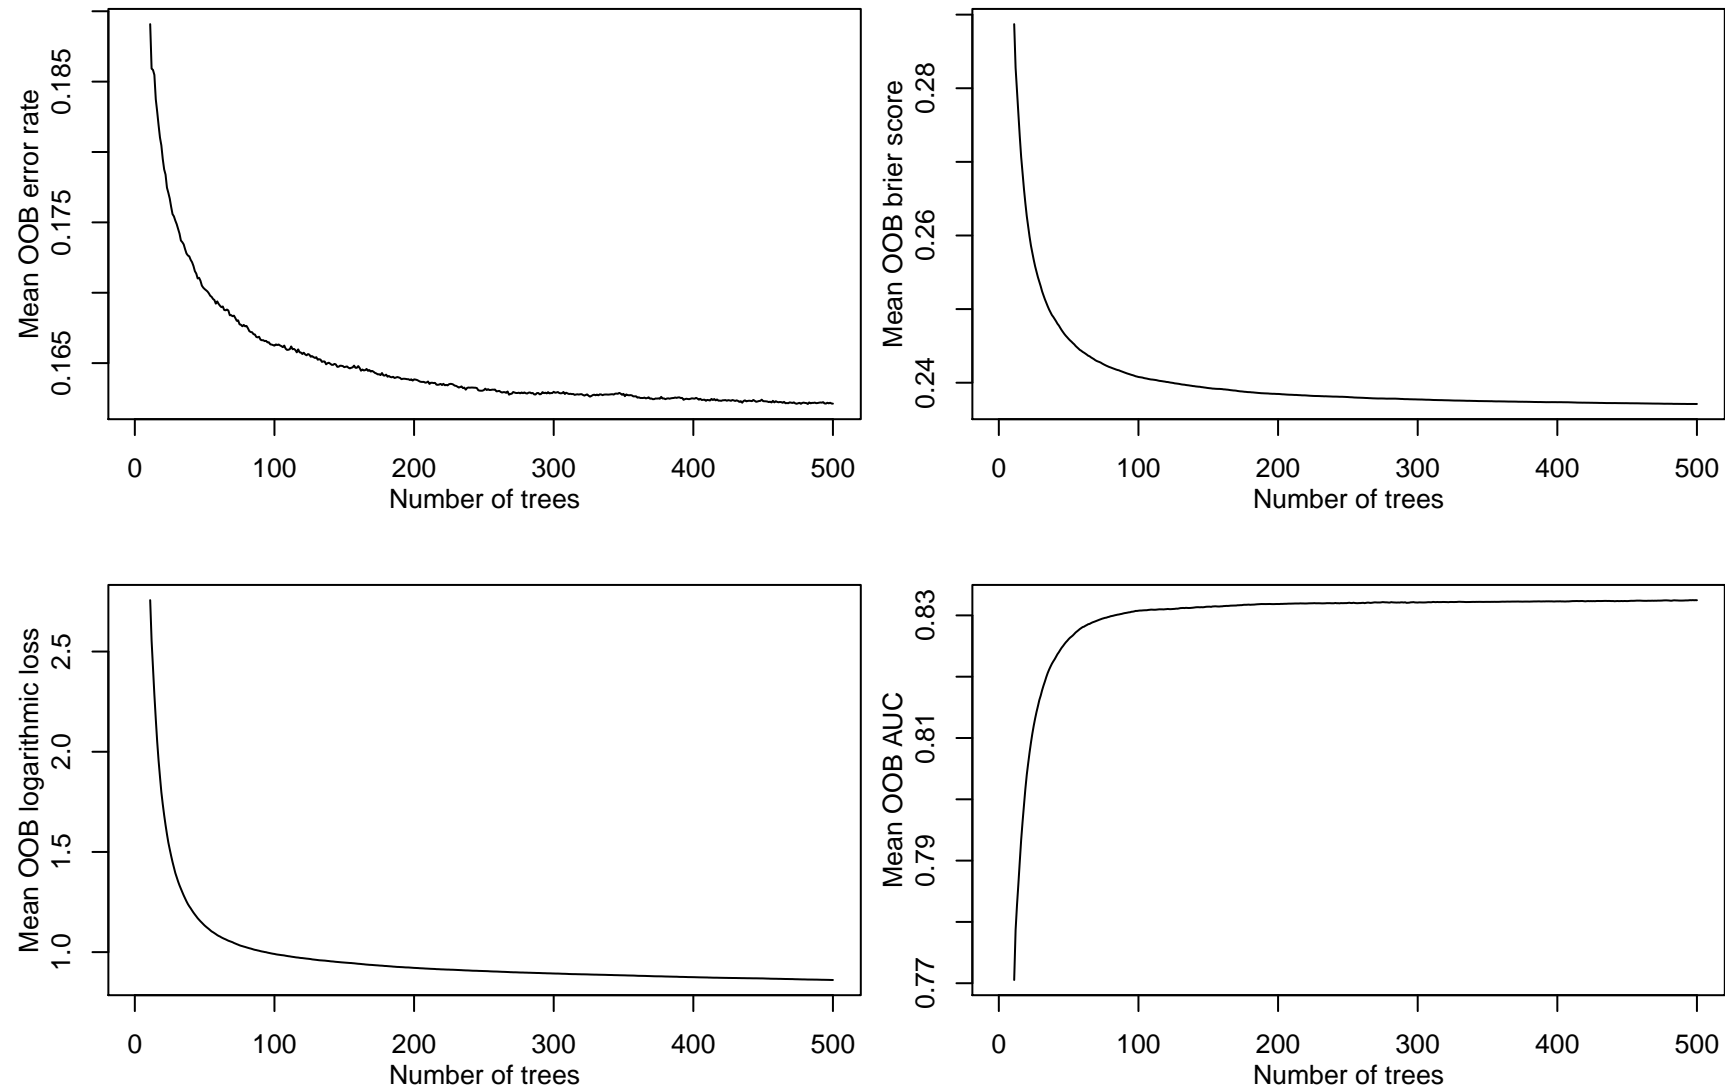 Mean OOB error rate
0.185
0.175
0.165
0 100 200 300 400 500
Number of trees
Mean OOB brier score
0.28
0.26
0.24
0 100 200 300 400 500
Number of trees
Mean OOB logarithmic loss
2.5
2.0
1.5
1.0
0 100 200 300 400 500
Number of trees
Mean OOB AUC
0.83
0.81
0.79
0.77
0 100 200 300 400 500
Number of trees